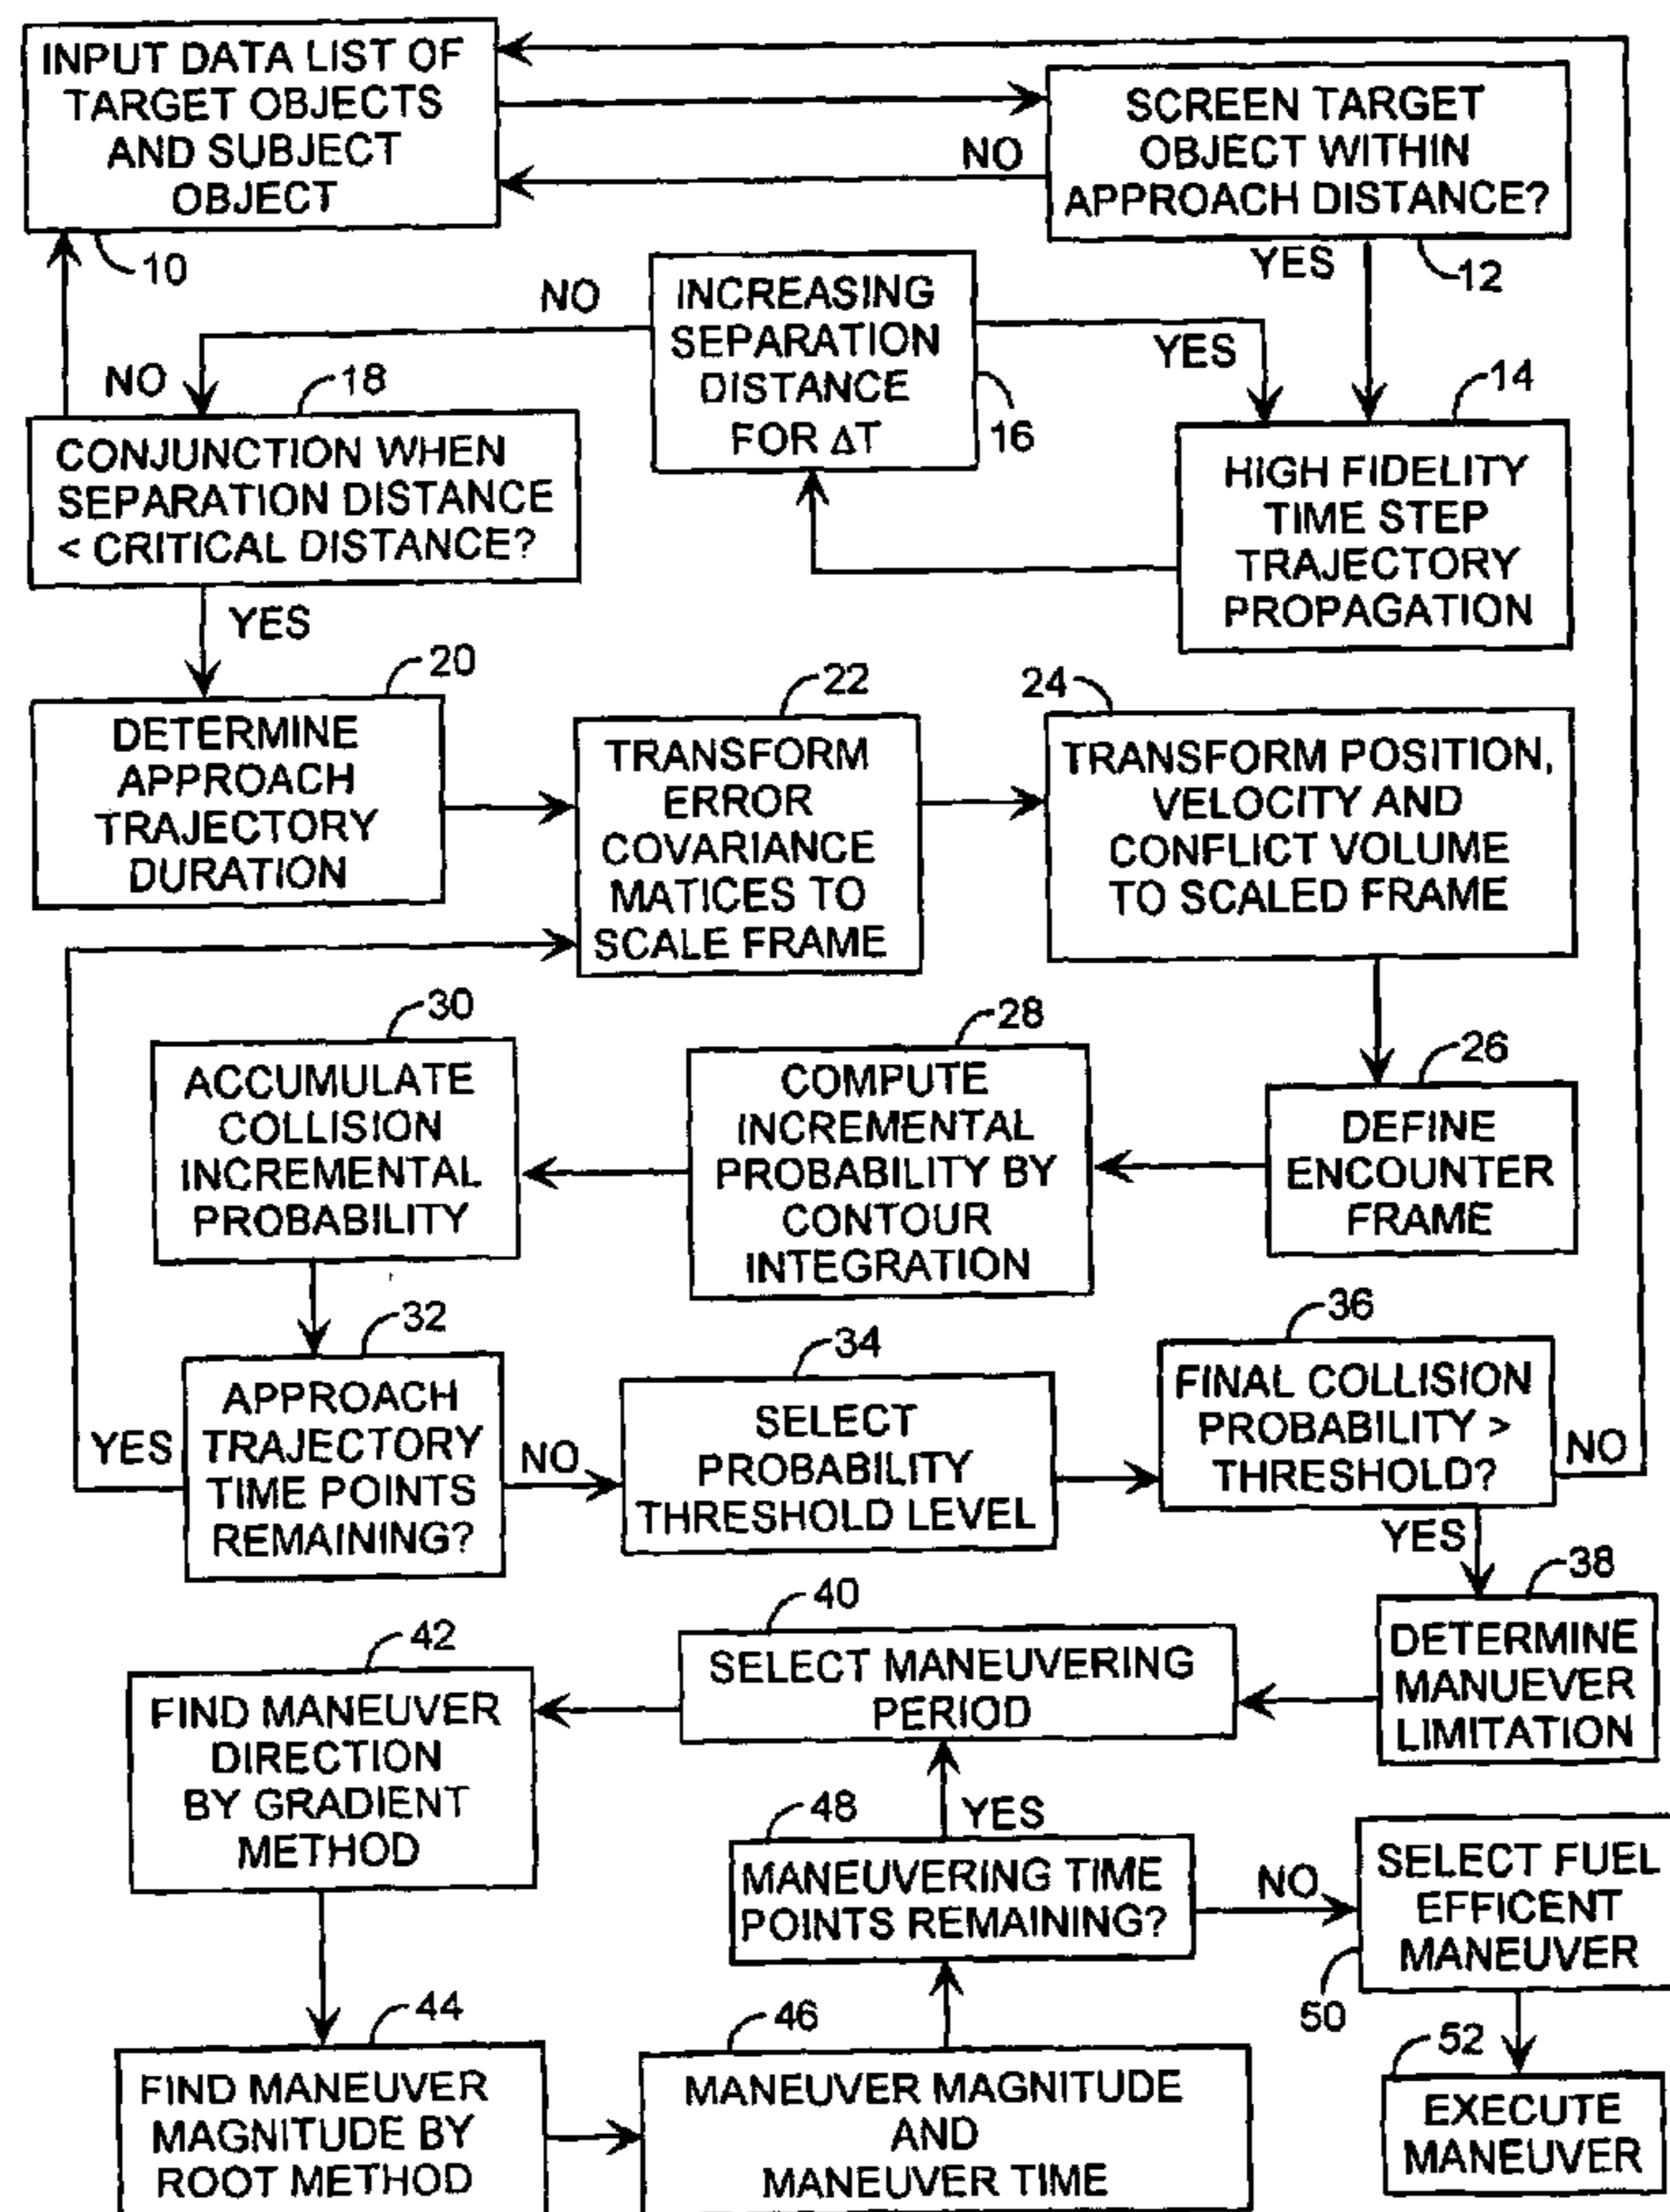 INPUT DATA LIST OF
TARGET OBJECTS
AND SUBJECT
OBJECT
10
SCREEN TARGET
OBJECT WITHIN
APPROACH DISTANCE?
12
NO
YES
INCREASING
SEPARATION
DISTANCE
FOR ΔT
16
NO
YES
14
HIGH FIDELITY
TIME STEP
TRAJECTORY
PROPAGATION
NO
18
CONJUNCTION WHEN
SEPARATION DISTANCE
< CRITICAL DISTANCE?
YES
20
DETERMINE
APPROACH
TRAJECTORY
DURATION
22
TRANSFORM
ERROR
COVARIANCE
MATICES TO
SCALE FRAME
24
TRANSFORM POSITION,
VELOCITY AND
CONFLICT VOLUME
TO SCALED FRAME
26
DEFINE
ENCOUNTER
FRAME
28
COMPUTE
INCREMENTAL
PROBABILITY BY
CONTOUR
INTEGRATION
30
ACCUMULATE
COLLISION
INCREMENTAL
PROBABILITY
32
APPROACH
TRAJECTORY
TIME POINTS
REMAINING?
YES
NO
34
SELECT
PROBABILITY
THRESHOLD LEVEL
36
FINAL COLLISION
PROBABILITY >
THRESHOLD?
NO
YES
38
DETERMINE
MANUEVER
LIMITATION
40
SELECT MANEUVERING
PERIOD
42
FIND MANEUVER
DIRECTION
BY GRADIENT
METHOD
44
FIND MANEUVER
MAGNITUDE BY
ROOT METHOD
46
MANEUVER MAGNITUDE
AND
MANEUVER TIME
48
YES
MANEUVERING TIME
POINTS REMAINING?
NO
SELECT FUEL
EFFICENT
MANEUVER
50
52
EXECUTE
MANEUVER